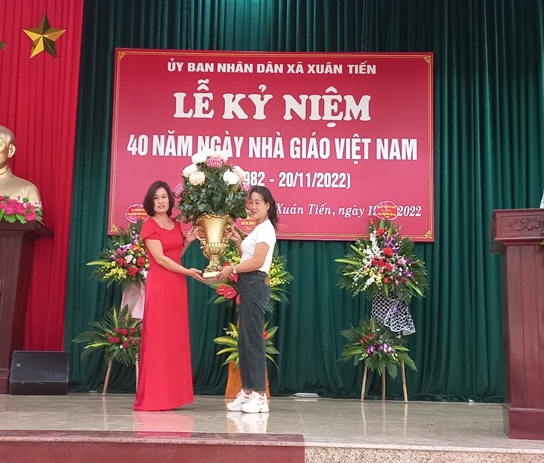 ỦY BAN NHÂN DÂN XÃ XUÂN TIẾN
LỄ KỶ NIỆM
40 NĂM NGÀY NHÀ GIÁO VIỆT NAM
982 - 20/11/2022)
Xuân Tiến, ngày 2022